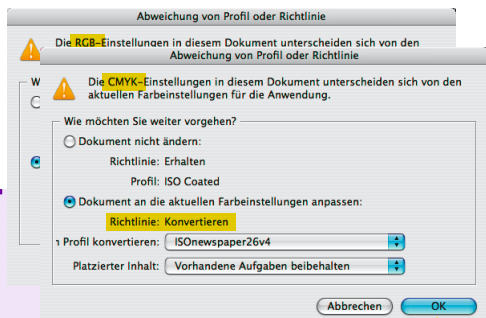 Abweichung von Profil oder Richtlinie
Die RGB-Einstellungen in diesem Dokument unterscheiden sich von den
Abweichung von Profil oder Richtlinie
Die CMYK-Einstellungen in diesem Dokument unterscheiden sich von den
aktuellen Farbeinstellungen für die Anwendung.
W
Wie möchten Sie weiter vorgehen?
Dokument nicht ändern:
Richtlinie: Erhalten
Profil: ISO Coated
Dokument an die aktuellen Farbeinstellungen anpassen:
Richtlinie: Konvertieren
Profil konvertieren: ISOnewspaper26v4
Platzierter Inhalt: Vorhandene Aufgaben beibehalten
Abbrechen OK